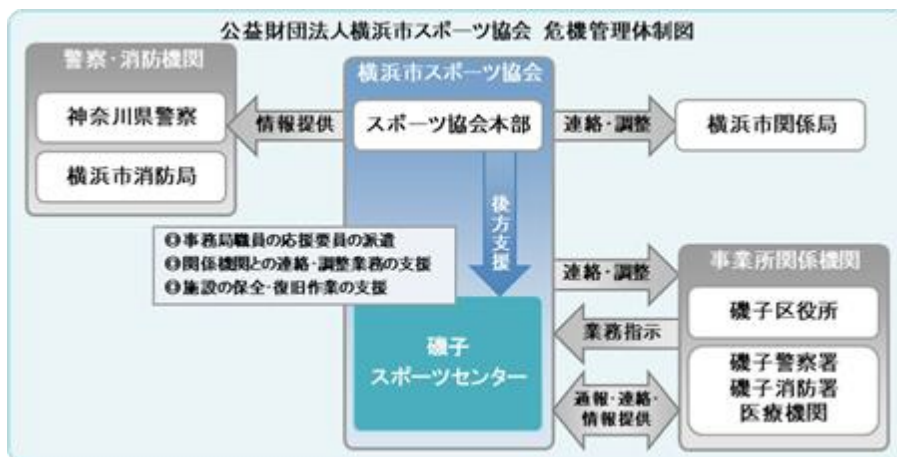 公益財団法人横浜市スポーツ協会 危機管理体制図
警察・消防機関
神奈川県警察
横浜市消防局
情報提供
横浜市スポーツ協会
スポーツ協会本部
連絡・調整
横浜市関係局
後方支援
❶事務局職員の応援要員の派遣
❷関係機関との連絡・調整業務の支援
❸施設の保全・復旧作業の支援
磯子
スポーツセンター
連絡・調整
業務指示
通報・連絡・
情報提供
事業所関係機関
磯子区役所
磯子警察署
磯子消防署
医療機関